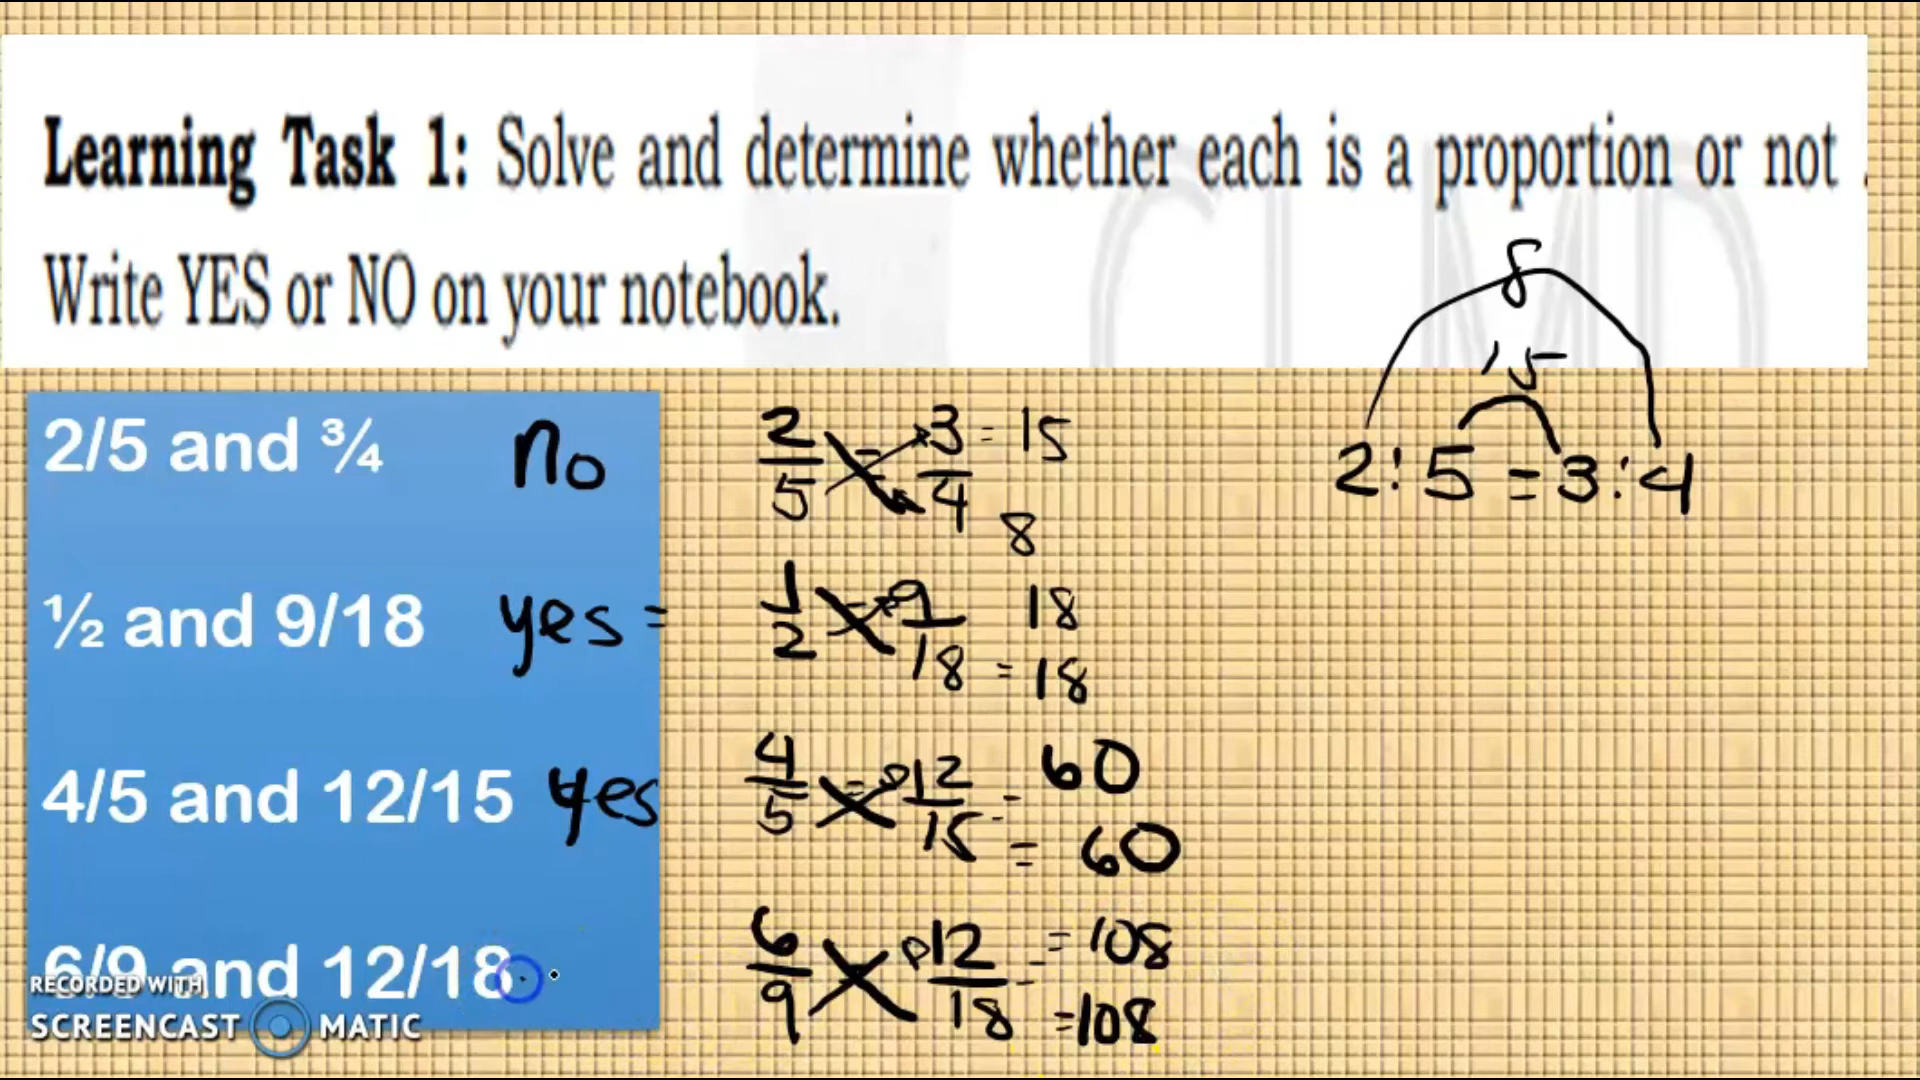 Learning Task 1: Solve and determine whether each is a proportion or not .
Write YES or NO on your notebook.
8
15
2:5 = 3:4
2/5 and ¾ no
2/5 = 3/4 = 15
8
½ and 9/18 yes =
1/2 = 9/18 18
= 18
4/5 and 12/15 yes
4/5 = 12/15 = 60
= 60
6/9 and 12/18
6/9 12/18 = 108
=108
RECORDED WITH
SCREENCAST MATIC